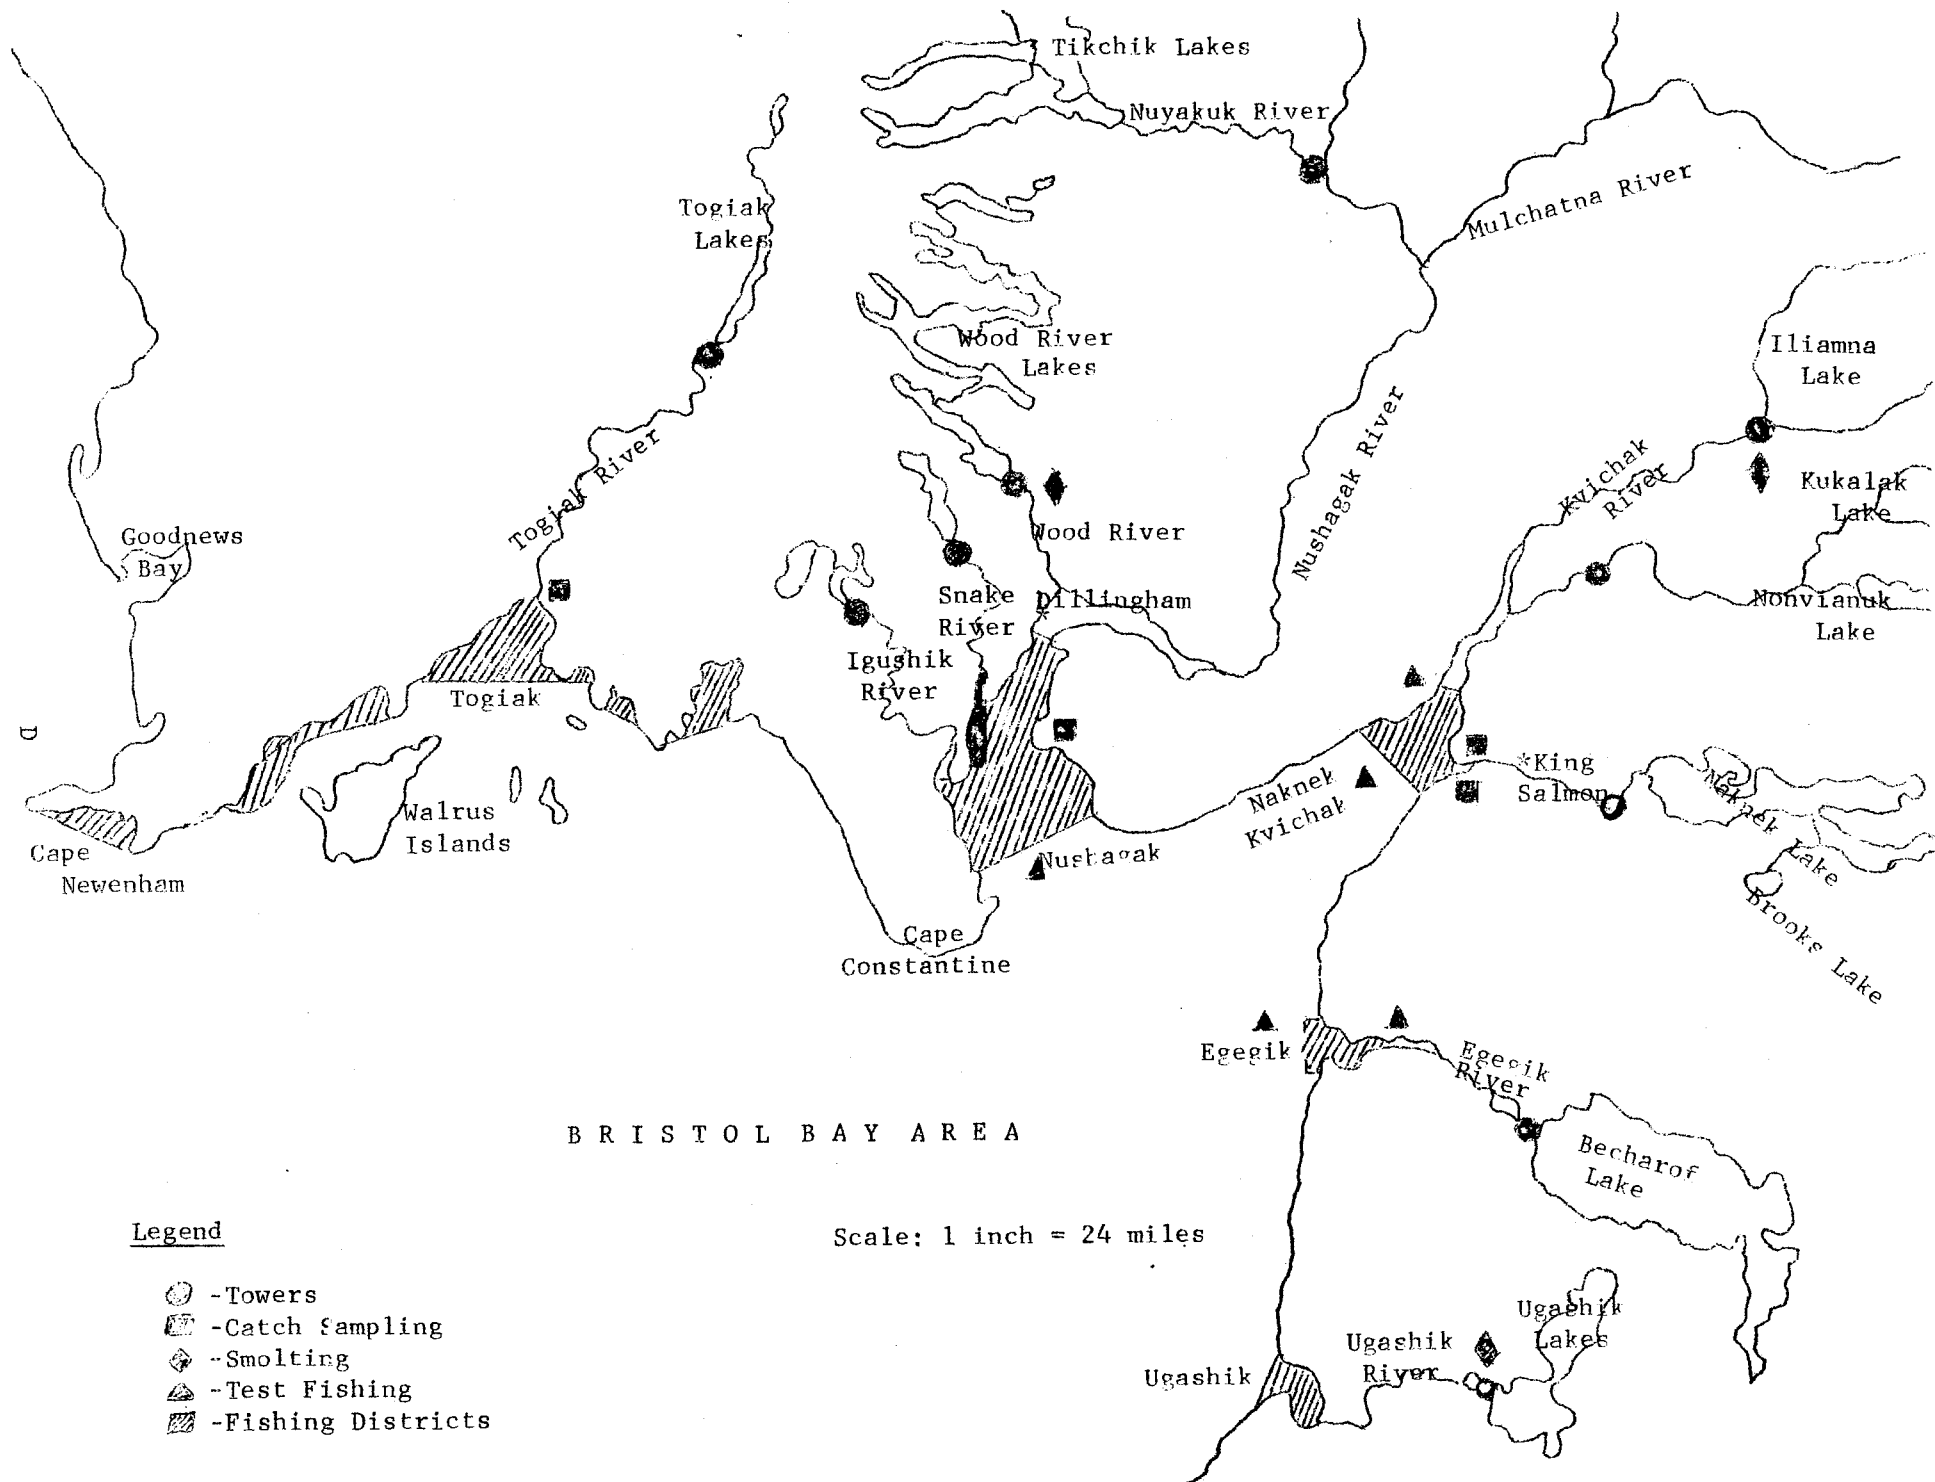 Tikchik Lakes
Nuyakuk River
Mulchatna River
Togiak
Lakes
Wood River
Lakes
Iliamna
Lake
Togiak River
Nushagak River
Kvichak
River
Kukalak
Lake
Goodnews
Bay
Wood River
Snake
River
Dillingham
Nonvianuk
Lake
Igushik
River
Togiak
D
*King
Salmon
Naknek
Kvichak
Naknek Lake
Walrus
Islands
Cape
Newenham
Nushagak
Brooks Lake
Cape
Constantine
Egegik
Egegik
River
BRISTOL BAY AREA
Becharof
Lake
Legend
Scale: 1 inch = 24 miles
-Towers
-Catch Sampling
-Smolting
-Test Fishing
-Fishing Districts
Ugashik
Lakes
Ugashik
River
Ugashik